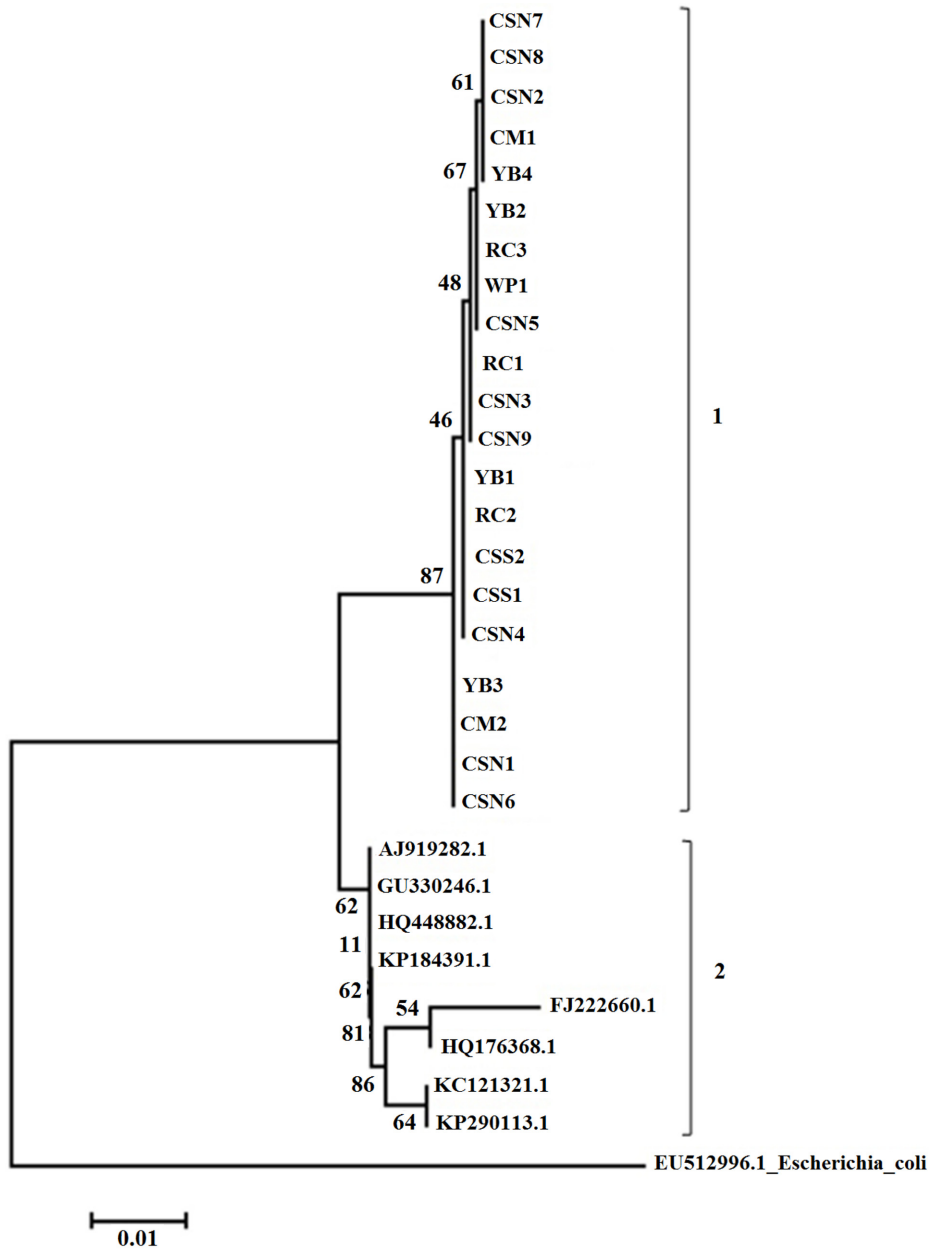 CSN7
CSN8
61
CSN2
CM1
67
YB4
YB2
RC3
48
WP1
CSN5
RC1
CSN3
1
46
CSN9
YB1
RC2
CSS2
87
CSS1
CSN4
YB3
CM2
CSN1
CSN6
AJ919282.1
GU330246.1
62
HQ448882.1
11
KP184391.1
2
62
54
FJ222660.1
81
HQ176368.1
86
KC121321.1
64
KP290113.1
EU512996.1_Escherichia_coli
0.01